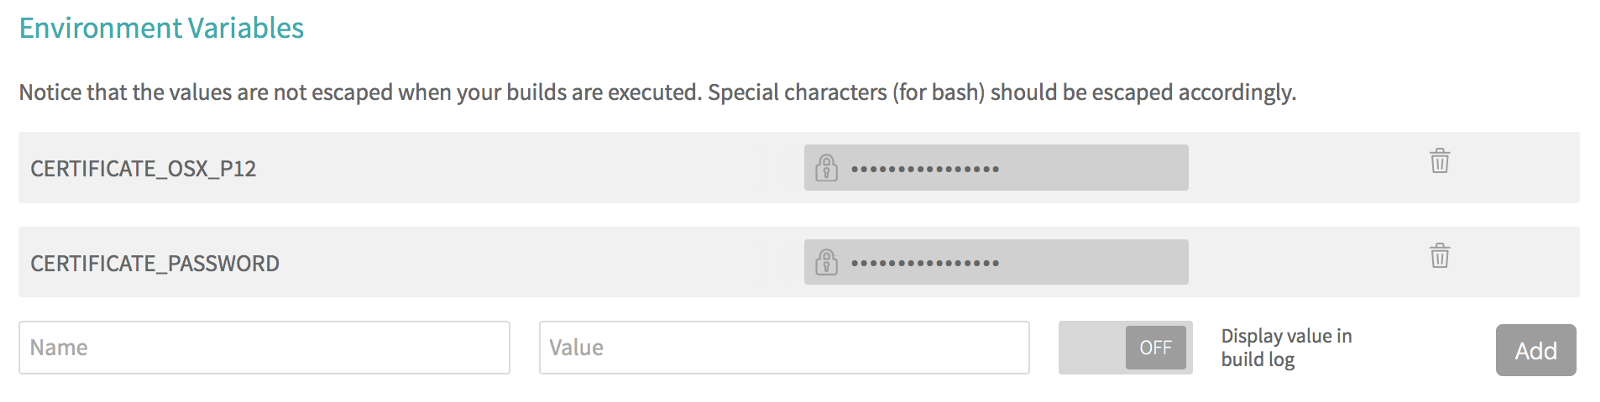 Environment Variables
Notice that the values are not escaped when your builds are executed. Special characters (for bash) should be escaped accordingly.
CERTIFICATE_OSX_P12 ••••••••••••••••
CERTIFICATE_PASSWORD ••••••••••••••••
Name Value OFF Display value in
build log Add